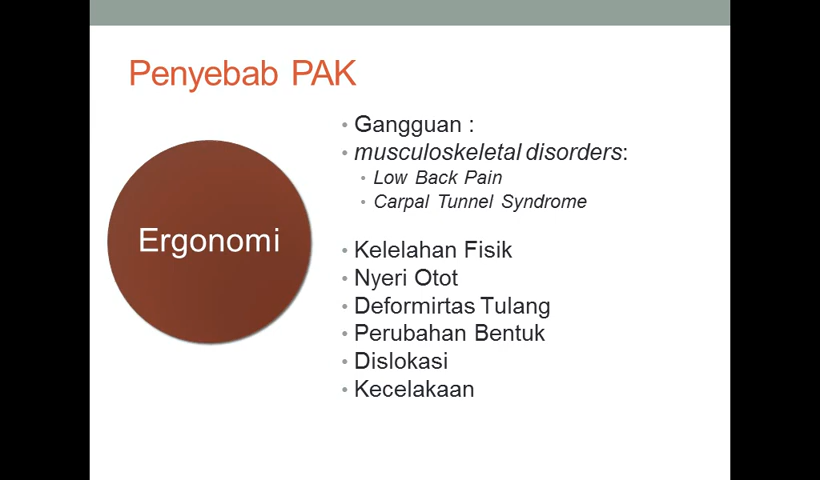 Penyebab PAK
Ergonomi
• Gangguan :
• musculoskeletal disorders:
• Low Back Pain
• Carpal Tunnel Syndrome
• Kelelahan Fisik
• Nyeri Otot
• Deformirtas Tulang
• Perubahan Bentuk
• Dislokasi
• Kecelakaan